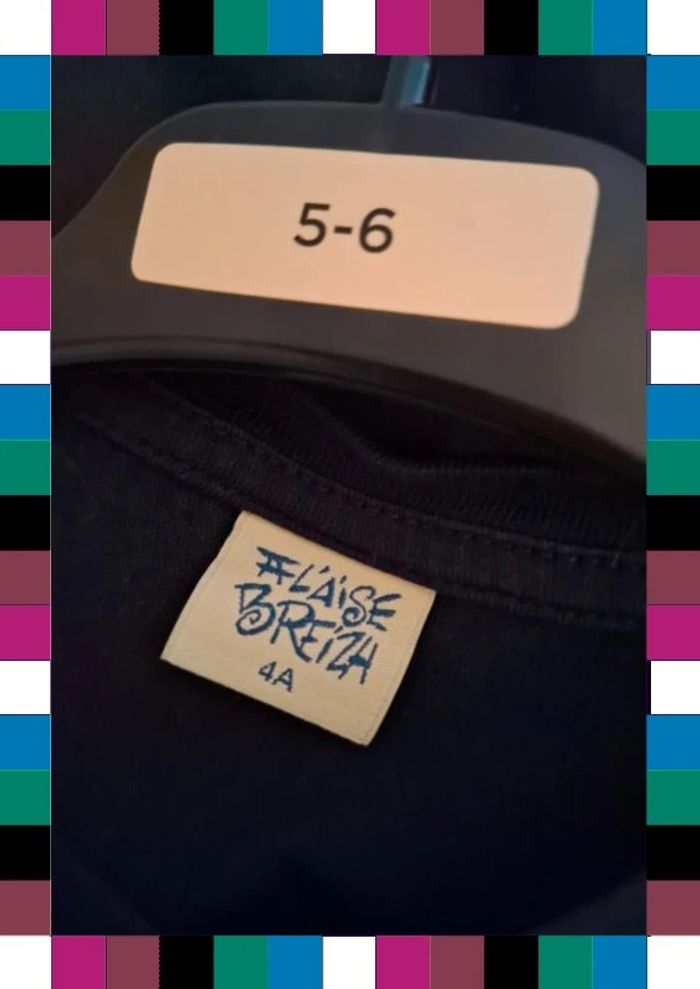 5-6
A L'AISE
BREIZH
4A